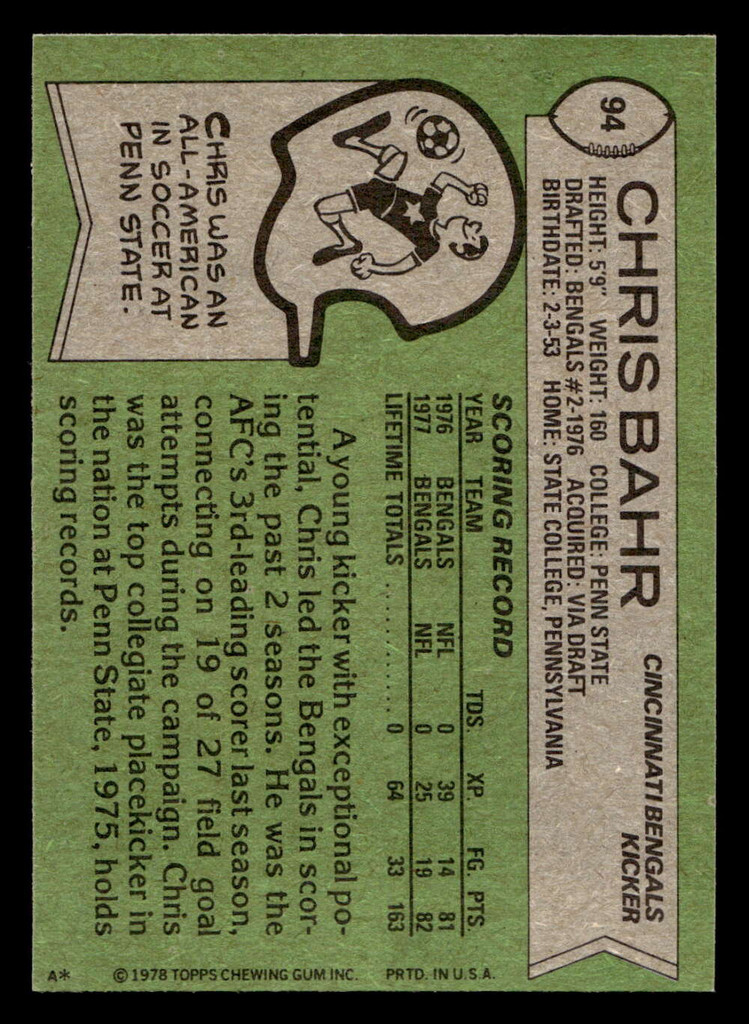 94
CHRIS BAHR
CINCINNATI BENGALS
KICKER
HEIGHT: 5'9" WEIGHT: 160 COLLEGE: PENN STATE
DRAFTED: BENGALS #2-1976 ACQUIRED: VIA DRAFT
BIRTHDATE: 2-3-53 HOME: STATE COLLEGE, PENNSYLVANIA
CHRIS WAS AN
ALL-AMERICAN
IN SOCCER AT
PENN STATE.
SCORING RECORD
YEAR TEAM TDS. XP. FG. PTS.
1976 BENGALS NFL 0 39 14 81
1977 BENGALS NFL 0 25 19 82
LIFETIME TOTALS ............ 0 64 33 163
A young kicker with exceptional po-
tential, Chris led the Bengals in scor-
ing the past 2 seasons. He was the
AFC's 3rd-leading scorer last season,
connecting on 19 of 27 field goal
attempts during the campaign. Chris
was the top collegiate placekicker in
the nation at Penn State, 1975, holds
scoring records.
A* © 1978 TOPPS CHEWING GUM INC. PRTD. IN U.S.A.